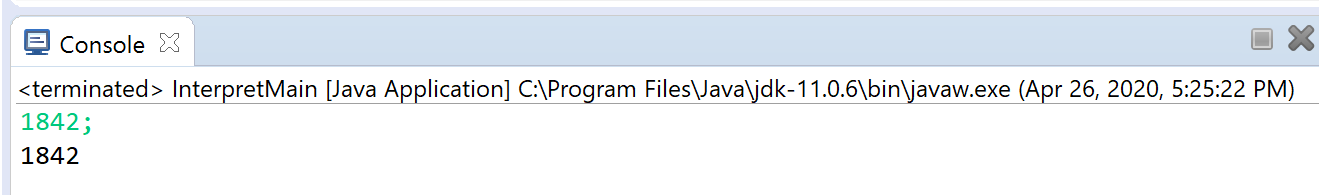 Console
<terminated> InterpretMain [Java Application] C:\Program Files\Java\jdk-11.0.6\bin\javaw.exe (Apr 26, 2020, 5:25:22 PM)
1842;
1842